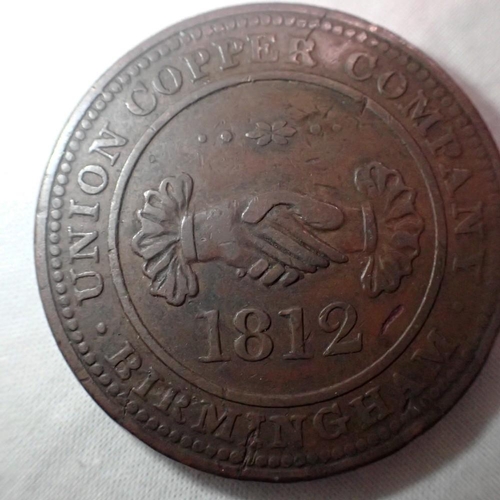 UNION COPPER COMPANY
1812
· BIRMINGHAM ·